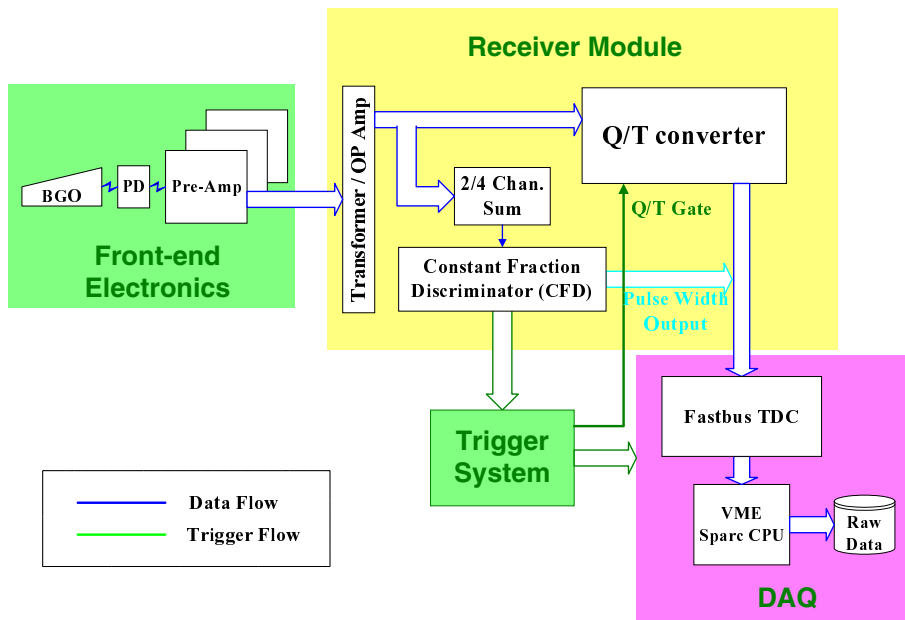 Receiver Module
Transformer / OP Amp
Q/T converter
BGO
PD
Pre-Amp
2/4 Chan.
Sum
Q/T Gate
Front-end
Electronics
Constant Fraction
Discriminator (CFD)
Pulse Width
Output
Trigger
System
Fastbus TDC
Data Flow
Trigger Flow
VME
Sparc CPU
Raw
Data
DAQ